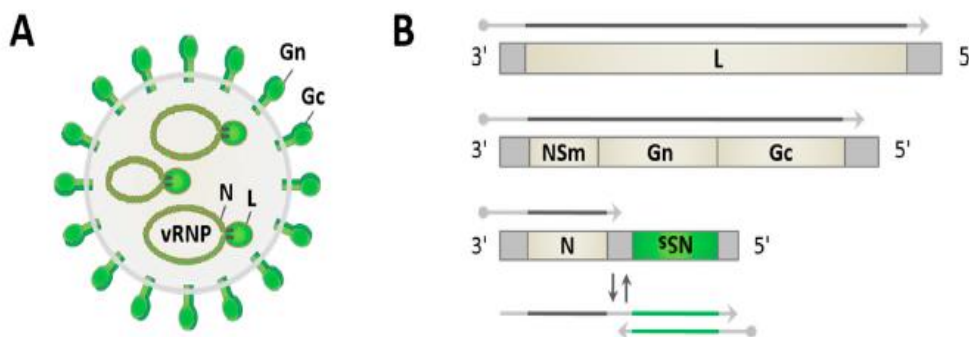 A
Gn
Gc
N
L
vRNP
B
3' L 5
3' NSm Gn Gc 5'
3' N sSN 5'